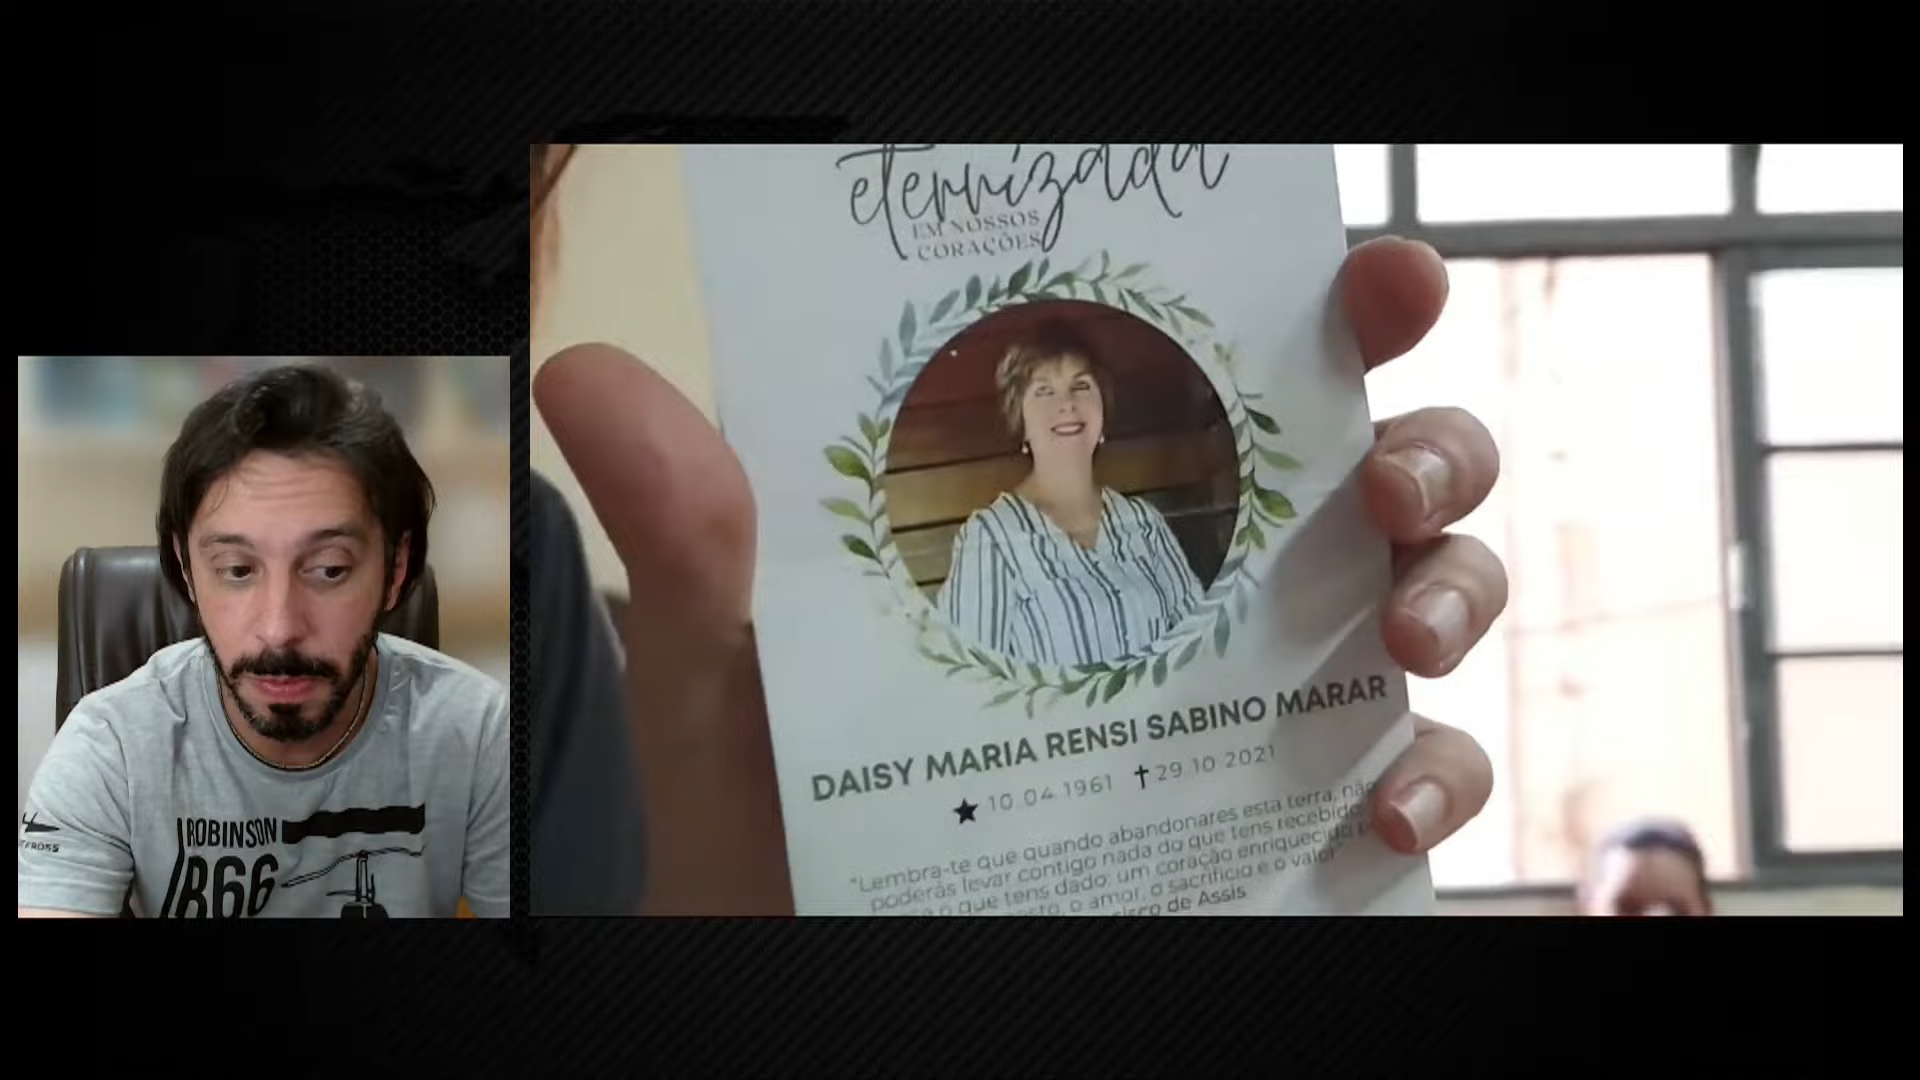 eternizada
EM NOSSOS
CORAÇÕES
DAISY MARIA RENSI SABINO MARAR
★ 10 04 1961 ✝ 29 10 2021
"Lembra-te que quando abandonares esta terra, não
poderás levar contigo nada do que tens recebido,
o que tens dado: um coração enriquecido
o amor, o sacrifício e o valor"
de Assis
ROBINSON
R66